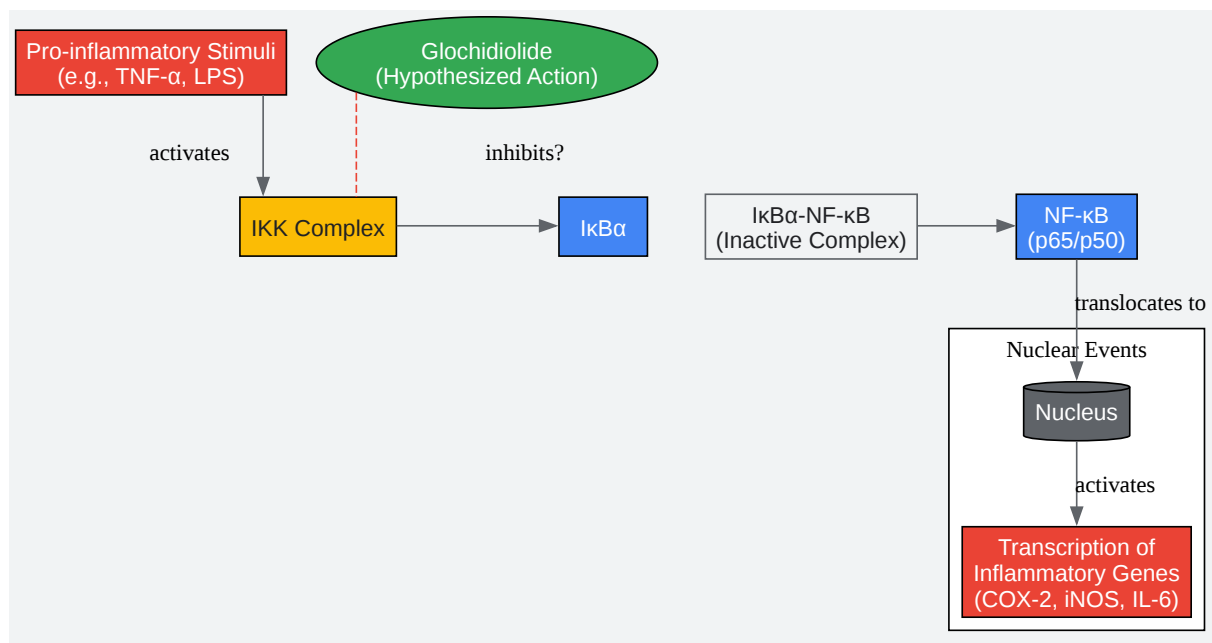 Pro-inflammatory Stimuli
(e.g., TNF-α, LPS)
Glochidiolide
(Hypothesized Action)
activates
inhibits?
IKK Complex
IκBα
IκBα-NF-κB
(Inactive Complex)
NF-κB
(p65/p50)
translocates to
Nuclear Events
Nucleus
activates
Transcription of
Inflammatory Genes
(COX-2, iNOS, IL-6)